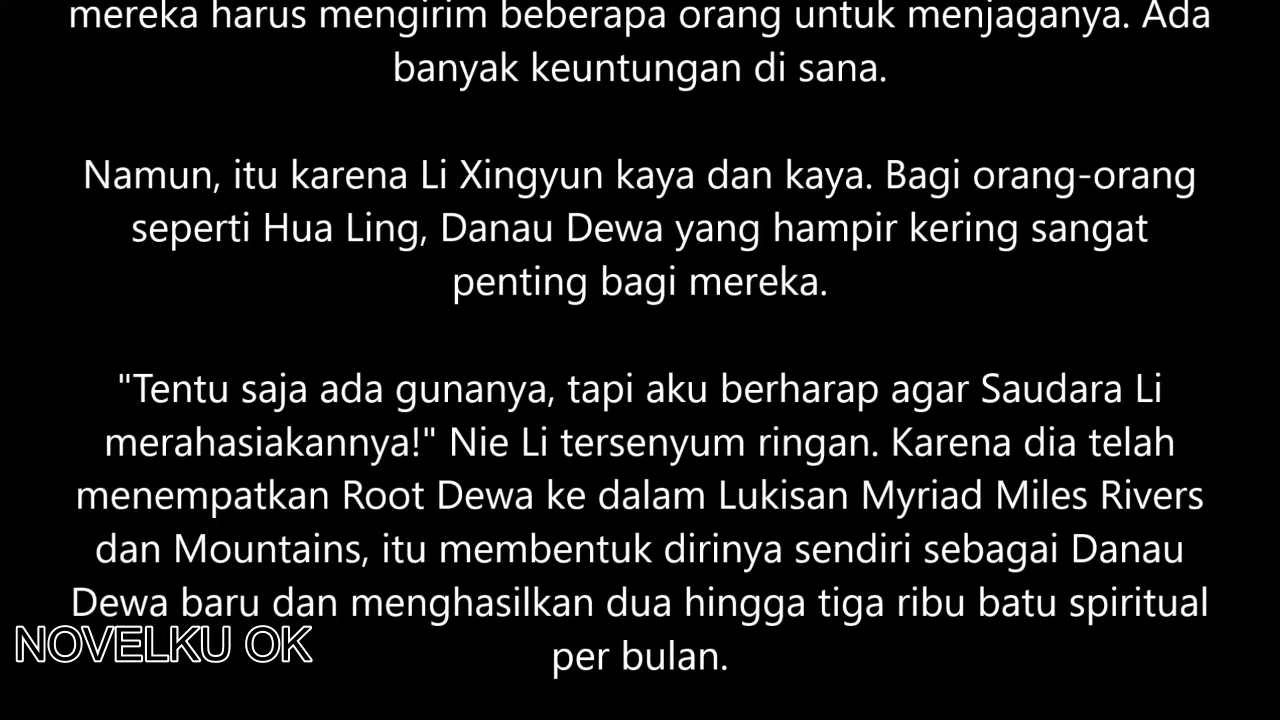 mereka harus mengirim beberapa orang untuk menjaganya. Ada
banyak keuntungan di sana.
Namun, itu karena Li Xingyun kaya dan kaya. Bagi orang-orang
seperti Hua Ling, Danau Dewa yang hampir kering sangat
penting bagi mereka.
"Tentu saja ada gunanya, tapi aku berharap agar Saudara Li
merahasiakannya!" Nie Li tersenyum ringan. Karena dia telah
menempatkan Root Dewa ke dalam Lukisan Myriad Miles Rivers
dan Mountains, itu membentuk dirinya sendiri sebagai Danau
Dewa baru dan menghasilkan dua hingga tiga ribu batu spiritual
per bulan.
NOVELKU OK